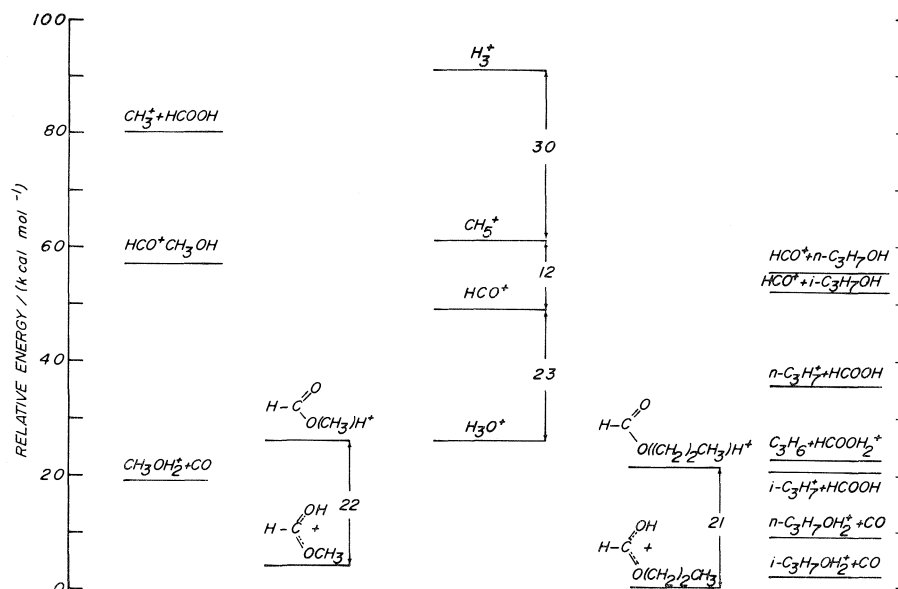 RELATIVE ENERGY / (kcal mol⁻¹)
100
80
60
40
20
0
CH₃⁺+HCOOH
HCO⁺CH₃OH
CH₃OH₂⁺+CO
H–C
O
O(CH₃)H⁺
22
H–C
OH
+
OCH₃
H₃⁺
30
CH₅⁺
12
HCO⁺
23
H₃O⁺
H–C
O
O((CH₂)₂CH₃)H⁺
21
H–C
OH
+
O(CH₂)₂CH₃
HCO⁺+n-C₃H₇OH
HCO⁺+i-C₃H₇OH
n-C₃H₇⁺+HCOOH
C₃H₆+HCOOH₂⁺
i-C₃H₇⁺+HCOOH
n-C₃H₇OH₂⁺+CO
i-C₃H₇OH₂⁺+CO